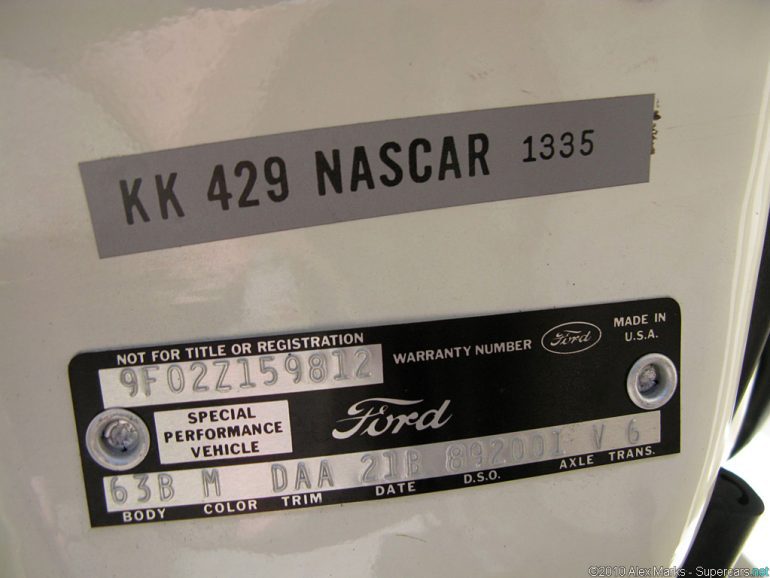 KK 429 NASCAR 1335
NOT FOR TITLE OR REGISTRATION
WARRANTY NUMBER
Ford
MADE IN
U.S.A.
9F02Z159812
SPECIAL
PERFORMANCE
VEHICLE
Ford
63B M DAA 21B 89200I V 6
BODY COLOR TRIM DATE D.S.O. AXLE TRANS.
©2010 Alex Marks - Supercars.net